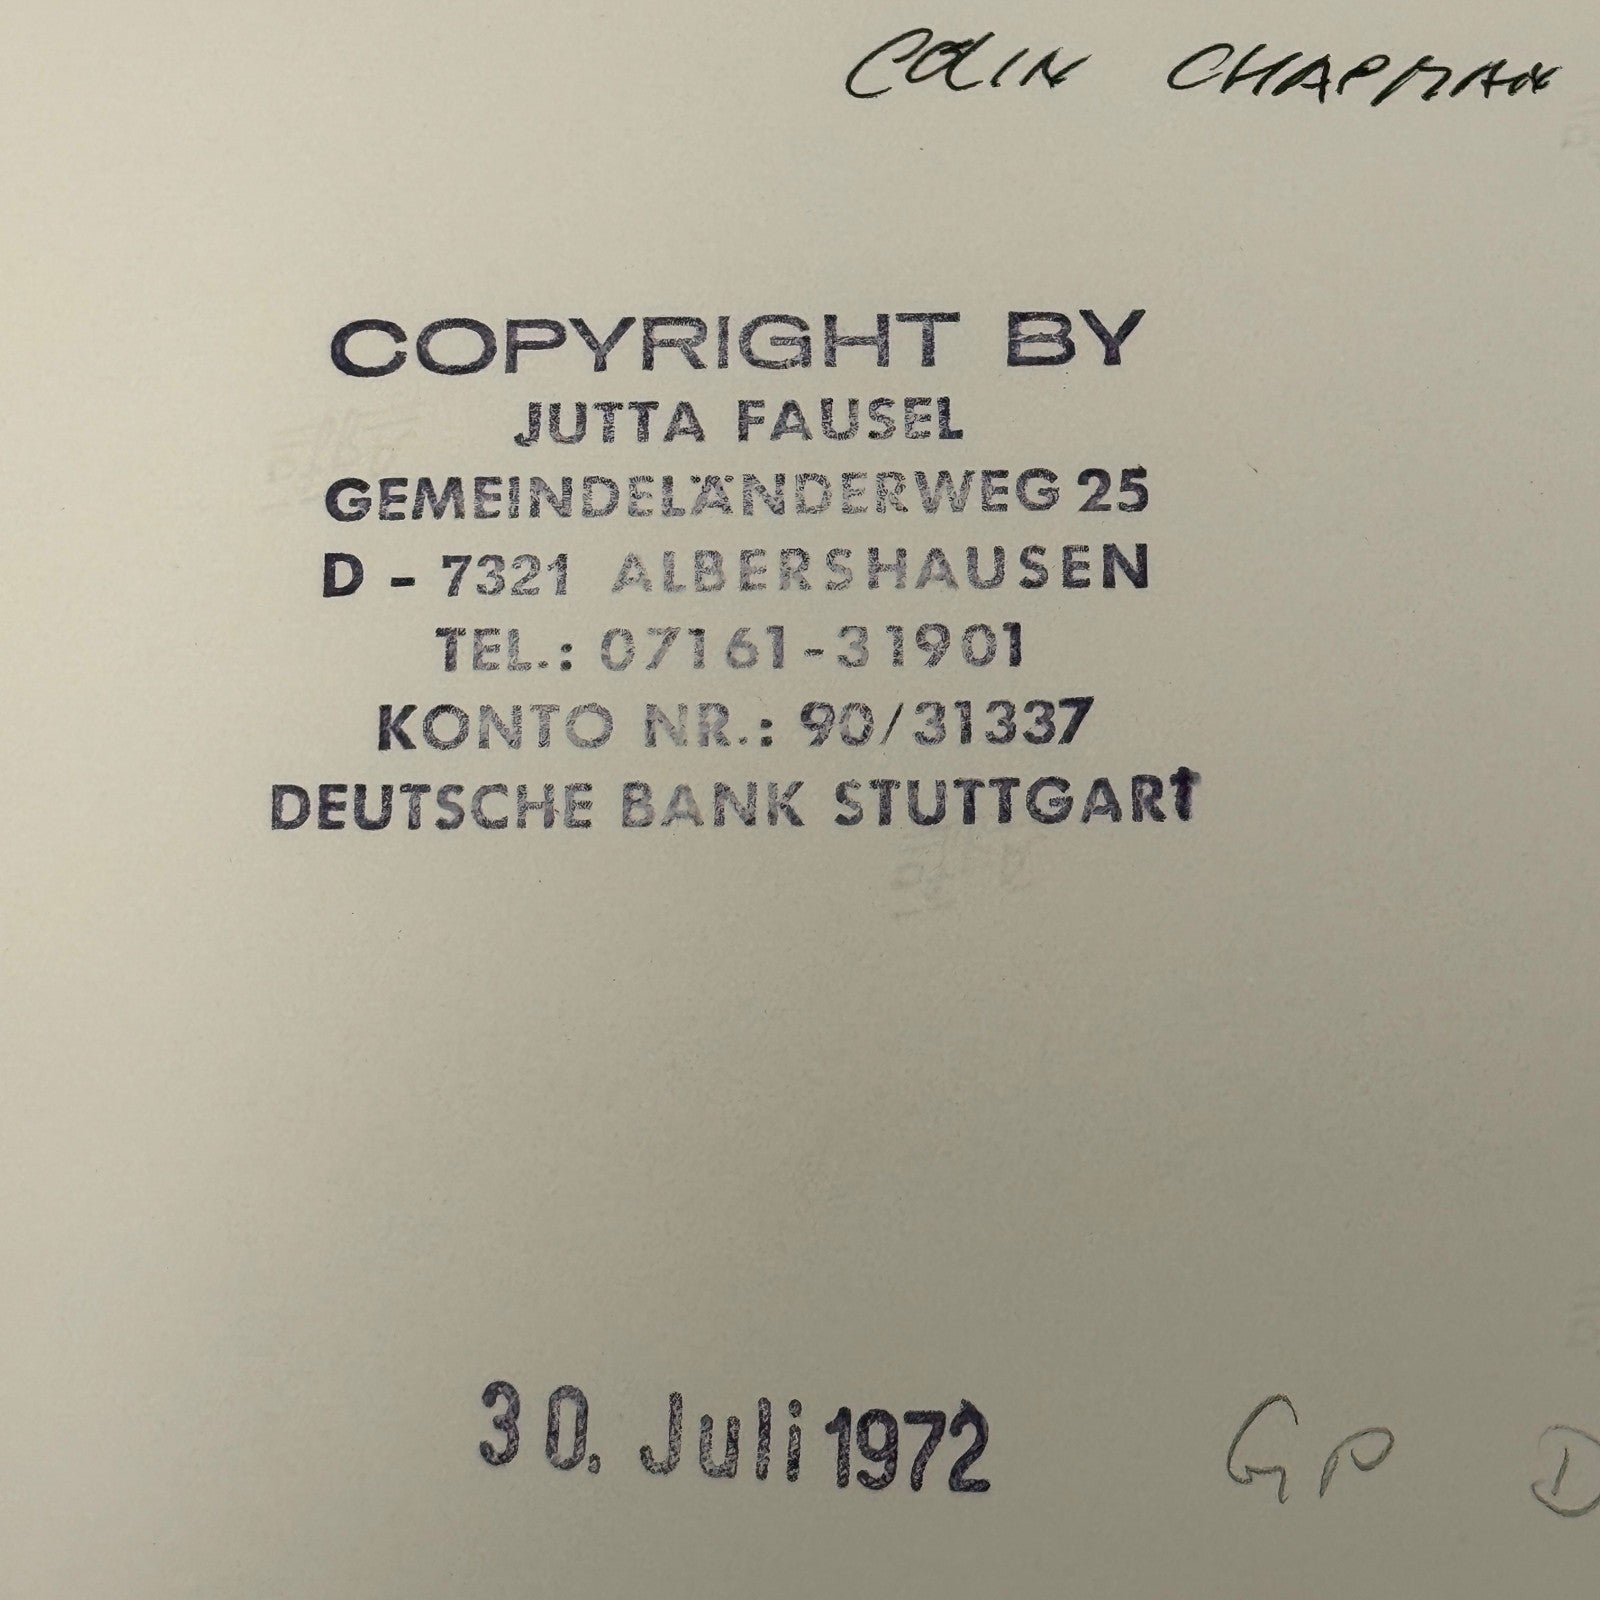 COLIN CHAPMAN
COPYRIGHT BY
JUTTA FAUSEL
GEMEINDELÄNDERWEG 25
D - 7321 ALBERSHAUSEN
TEL.: 07161-31901
KONTO NR.: 90/31337
DEUTSCHE BANK STUTTGART
30. Juli 1972
GP D